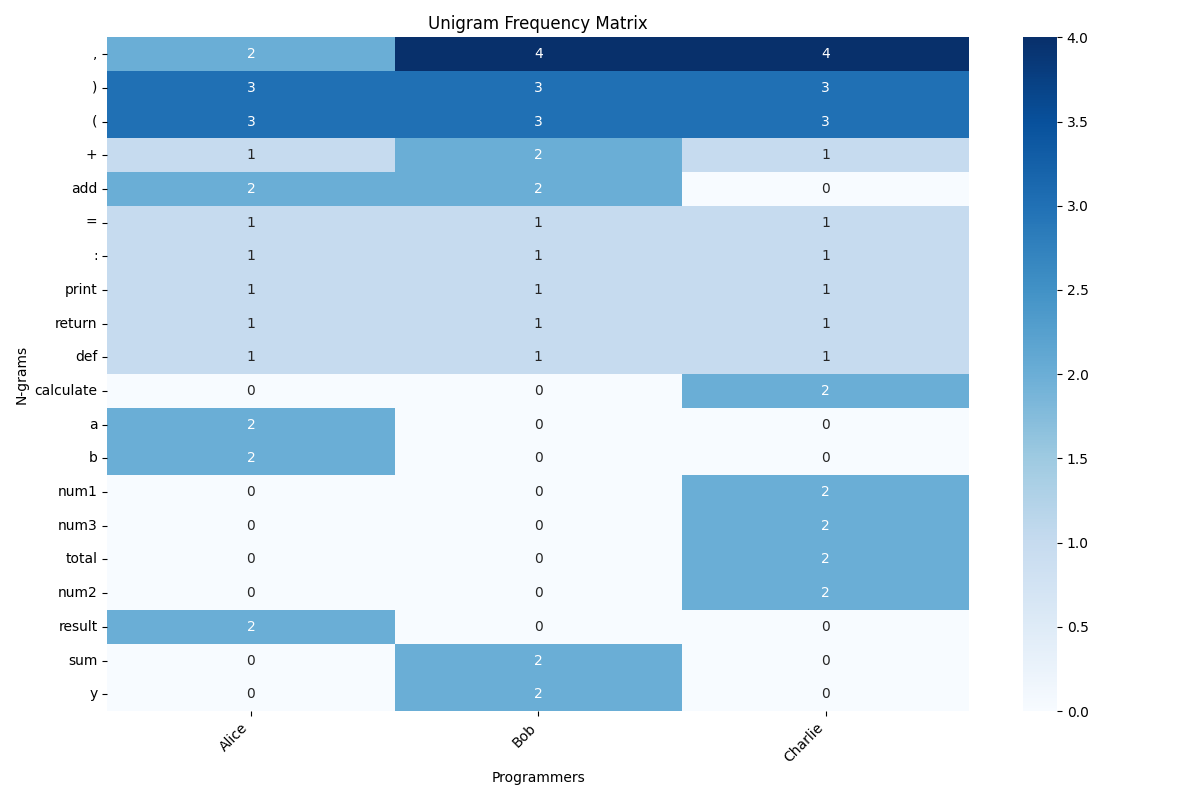 Unigram Frequency Matrix
, 2 4 4
) 3 3 3
( 3 3 3
+ 1 2 1
add 2 2 0
= 1 1 1
: 1 1 1
print 1 1 1
return 1 1 1
def 1 1 1
calculate 0 0 2
a 2 0 0
b 2 0 0
num1 0 0 2
num3 0 0 2
total 0 0 2
num2 0 0 2
result 2 0 0
sum 0 2 0
y 0 2 0
N-grams
Alice Bob Charlie
Programmers
4.0
3.5
3.0
2.5
2.0
1.5
1.0
0.5
0.0